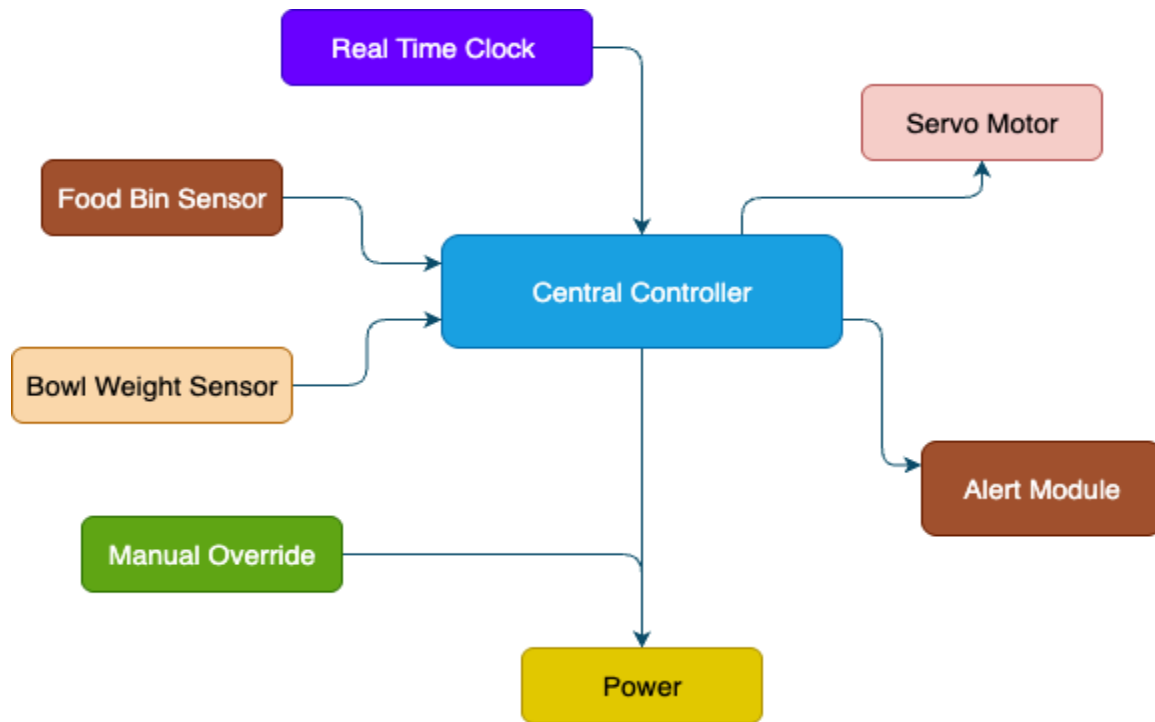 Real Time Clock
Servo Motor
Food Bin Sensor
Central Controller
Bowl Weight Sensor
Alert Module
Manual Override
Power